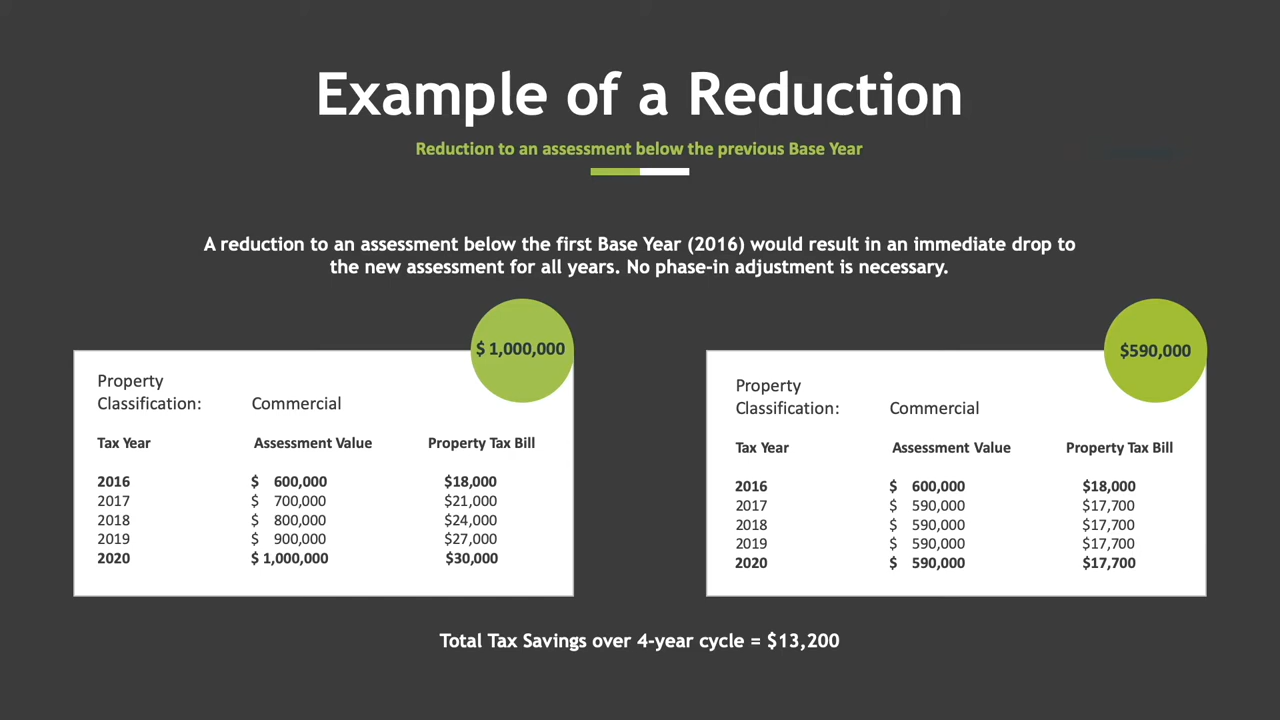 Example of a Reduction
Reduction to an assessment below the previous Base Year
A reduction to an assessment below the first Base Year (2016) would result in an immediate drop to
the new assessment for all years. No phase-in adjustment is necessary.
$ 1,000,000
Property
Classification: Commercial
Tax Year Assessment Value Property Tax Bill
2016 $ 600,000 $18,000
2017 $ 700,000 $21,000
2018 $ 800,000 $24,000
2019 $ 900,000 $27,000
2020 $ 1,000,000 $30,000
$590,000
Property
Classification: Commercial
Tax Year Assessment Value Property Tax Bill
2016 $ 600,000 $18,000
2017 $ 590,000 $17,700
2018 $ 590,000 $17,700
2019 $ 590,000 $17,700
2020 $ 590,000 $17,700
Total Tax Savings over 4-year cycle = $13,200